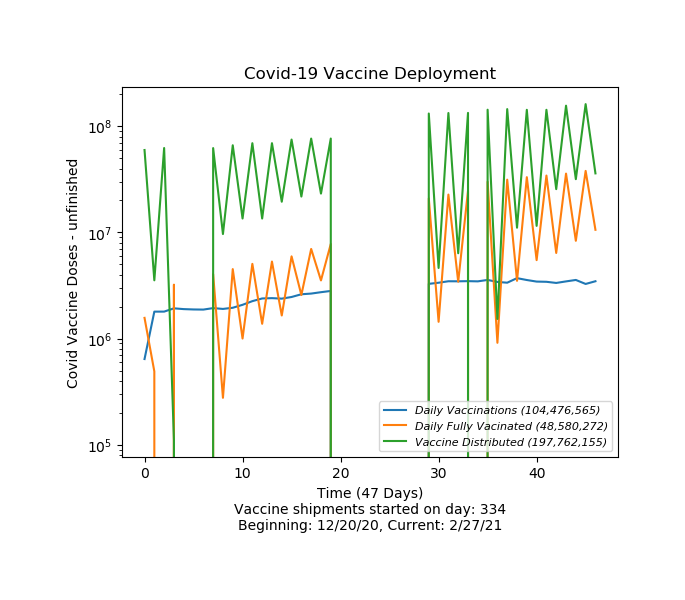 Covid-19 Vaccine Deployment
Covid Vaccine Doses - unfinished
10^8
10^7
10^6
10^5
0 10 20 30 40
Daily Vaccinations (104,476,565)
Daily Fully Vacinated (48,580,272)
Vaccine Distributed (197,762,155)
Time (47 Days)
Vaccine shipments started on day: 334
Beginning: 12/20/20, Current: 2/27/21